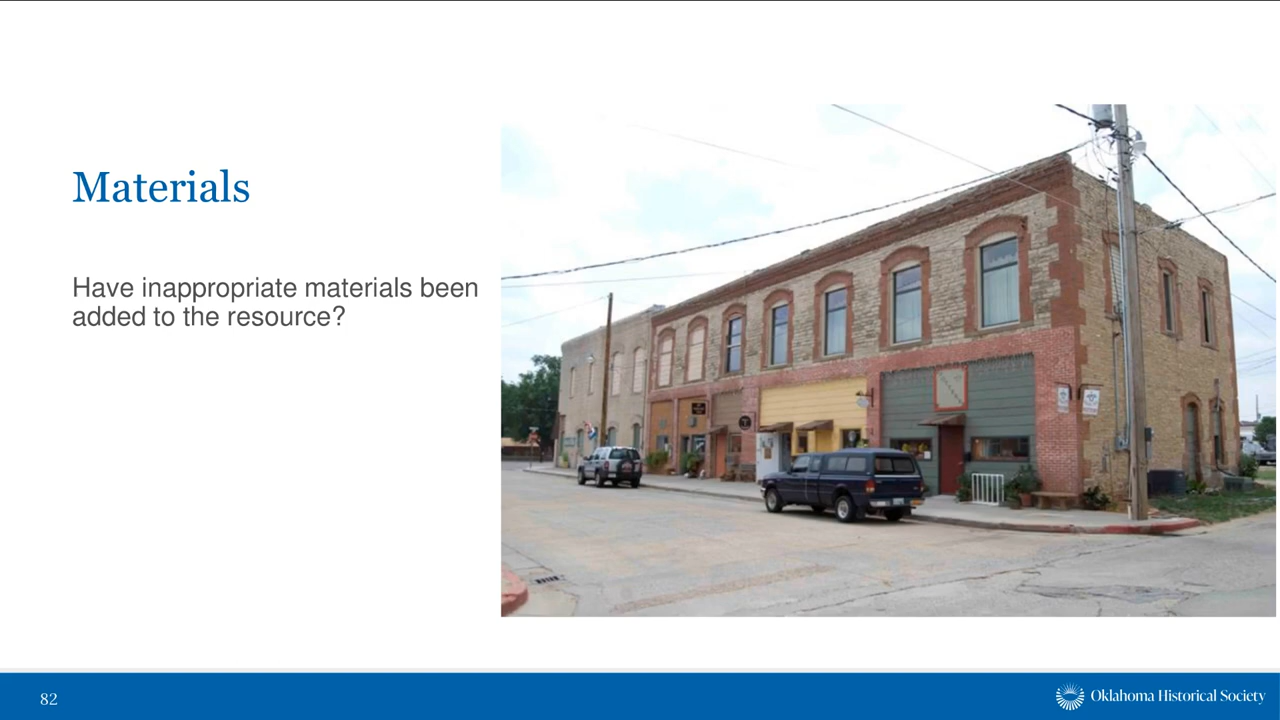 Materials
Have inappropriate materials been
added to the resource?
82
Oklahoma Historical Society